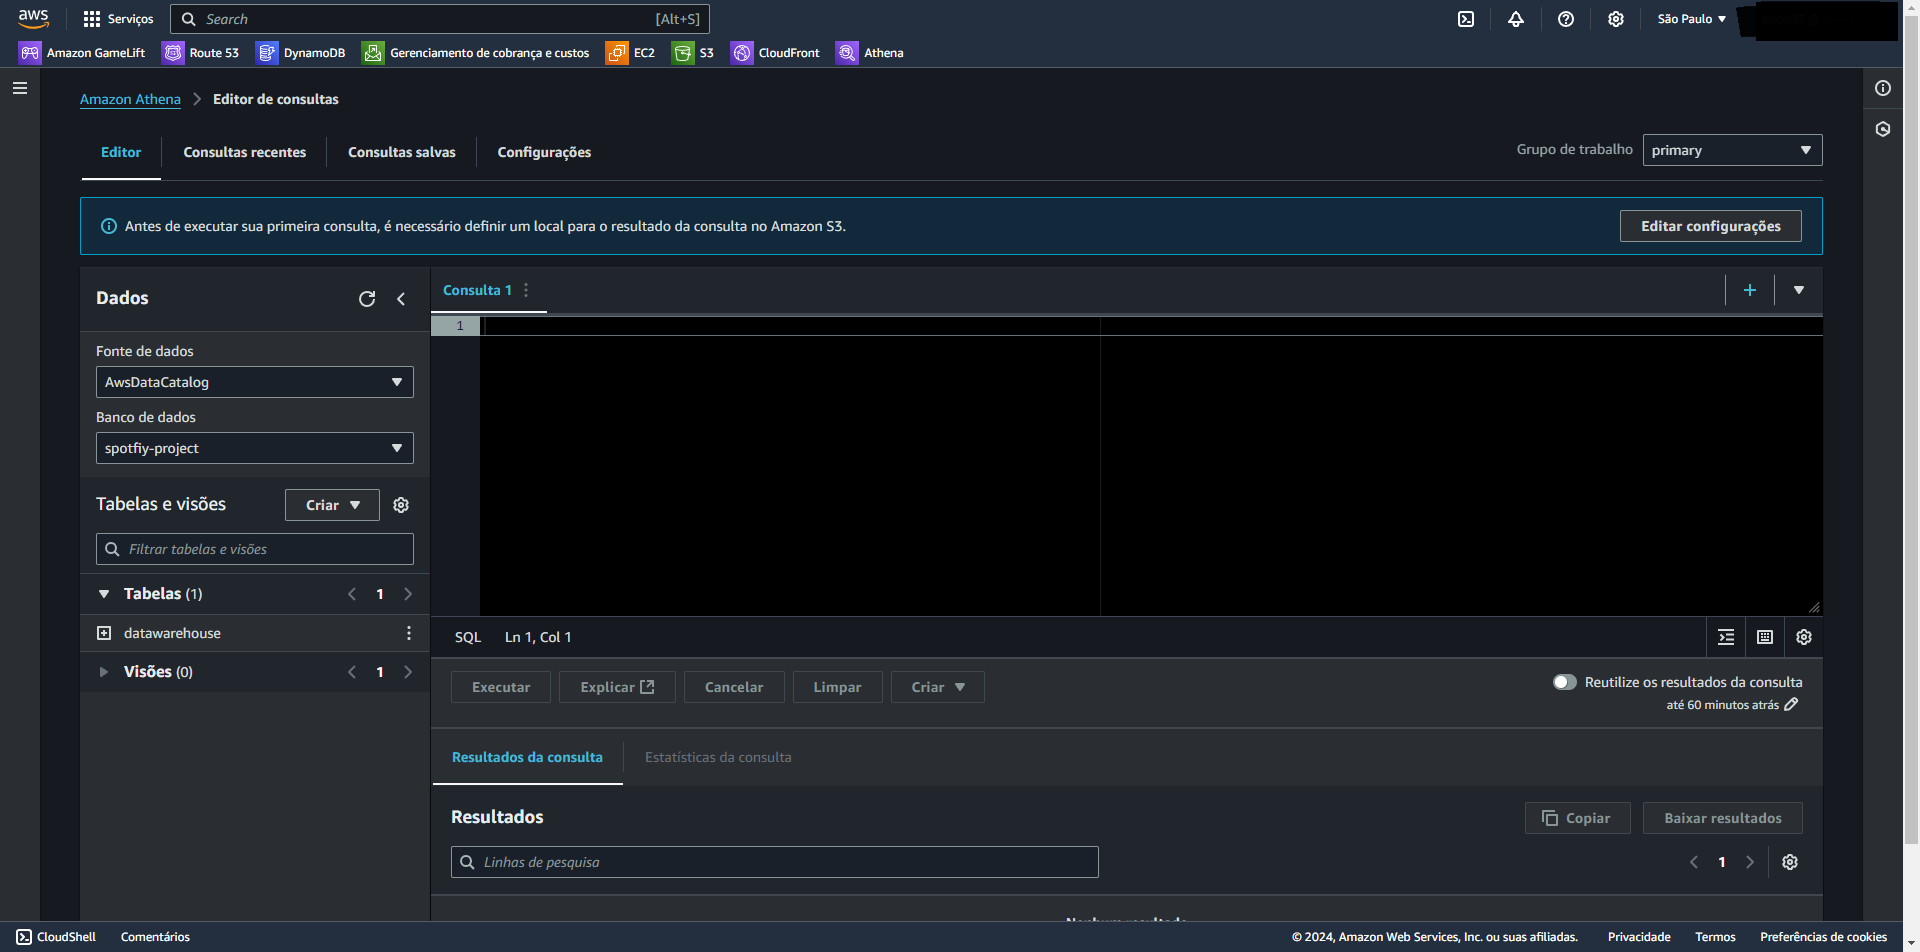 aws Serviços Search [Alt+S] São Paulo
Amazon GameLift Route 53 DynamoDB Gerenciamento de cobrança e custos EC2 S3 CloudFront Athena
Amazon Athena > Editor de consultas
Editor Consultas recentes Consultas salvas Configurações Grupo de trabalho primary
Antes de executar sua primeira consulta, é necessário definir um local para o resultado da consulta no Amazon S3. Editar configurações
Dados
Consulta 1
1
Fonte de dados
AwsDataCatalog
Banco de dados
spotfiy-project
Tabelas e visões Criar
Filtrar tabelas e visões
Tabelas (1) 1
datawarehouse
Visões (0) 1
SQL Ln 1, Col 1
Executar Explicar Cancelar Limpar Criar Reutilize os resultados da consulta
até 60 minutos atrás
Resultados da consulta Estatísticas da consulta
Resultados Copiar Baixar resultados
Linhas de pesquisa 1
CloudShell Comentários © 2024, Amazon Web Services, Inc. ou suas afiliadas. Privacidade Termos Preferências de cookies